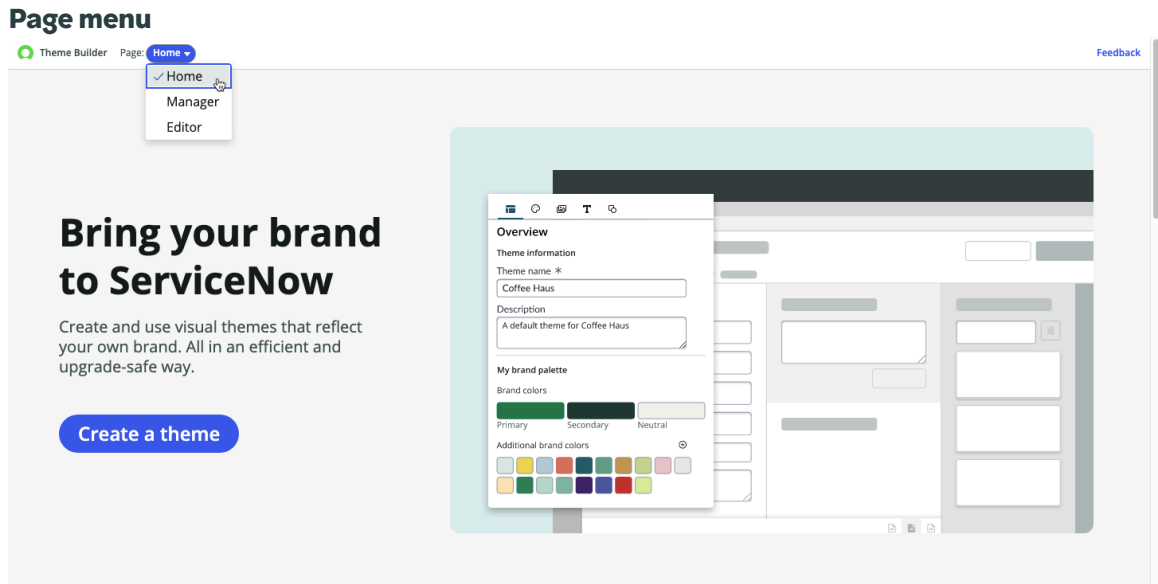 Page menu
Theme Builder Page: Home Feedback
Home
Manager
Editor
Bring your brand
to ServiceNow
Create and use visual themes that reflect
your own brand. All in an efficient and
upgrade-safe way.
Create a theme
Overview
Theme information
Theme name *
Coffee Haus
Description
A default theme for Coffee Haus
My brand palette
Brand colors
Primary Secondary Neutral
Additional brand colors